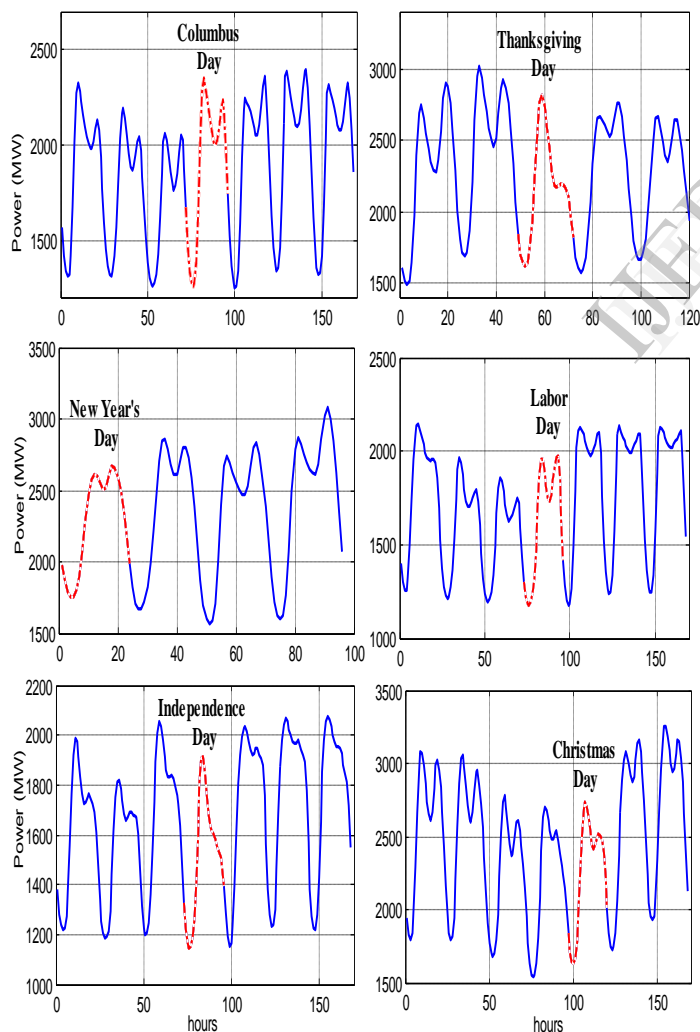 2500
2000
1500
Power (MW)
Columbus
Day
0 50 100 150
3000
2500
2000
1500
Thanksgiving
Day
0 20 40 60 80 100 120
3500
3000
2500
2000
1500
Power (MW)
New Year's
Day
0 20 40 60 80 100
2500
2000
1500
1000
Labor
Day
0 50 100 150
2200
2000
1800
1600
1400
1200
1000
Power (MW)
Independence
Day
0 50 100 150
hours
3500
3000
2500
2000
1500
Christmas
Day
0 50 100 150
hours